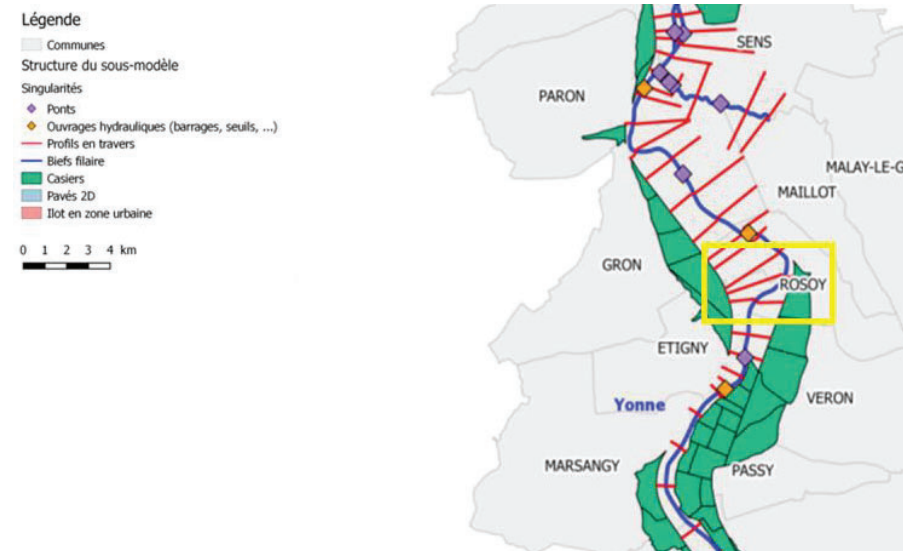 Légende
Communes
Structure du sous-modèle
Singularités
Ponts
Ouvrages hydrauliques (barrages, seuils, ...)
Profils en travers
Biefs filaire
Casiers
Pavés 2D
Ilot en zone urbaine
0 1 2 3 4 km
SENS
PARON
MALAY-LE-G
MAILLOT
GRON
ROSOY
ETIGNY
VERON
Yonne
MARSANGY
PASSY